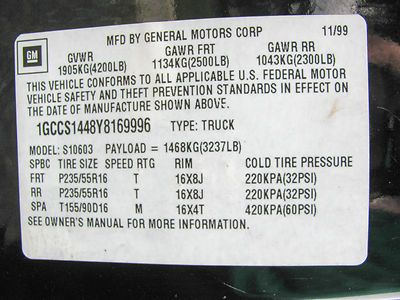 MFD BY GENERAL MOTORS CORP 11/99
GM
GVWR GAWR FRT GAWR RR
1905KG(4200LB) 1134KG(2500LB) 1043KG(2300LB)
THIS VEHICLE CONFORMS TO ALL APPLICABLE U.S. FEDERAL MOTOR
VEHICLE SAFETY AND THEFT PREVENTION STANDARDS IN EFFECT ON
THE DATE OF MANUFACTURE SHOWN ABOVE.
1GCCS1448Y8169996 TYPE: TRUCK
MODEL: S10603 PAYLOAD = 1468KG(3237LB)
SPBC TIRE SIZE SPEED RTG RIM COLD TIRE PRESSURE
FRT P235/55R16 T 16X8J 220KPA(32PSI)
RR P235/55R16 T 16X8J 220KPA(32PSI)
SPA T155/90D16 M 16X4T 420KPA(60PSI)
SEE OWNER'S MANUAL FOR MORE INFORMATION.